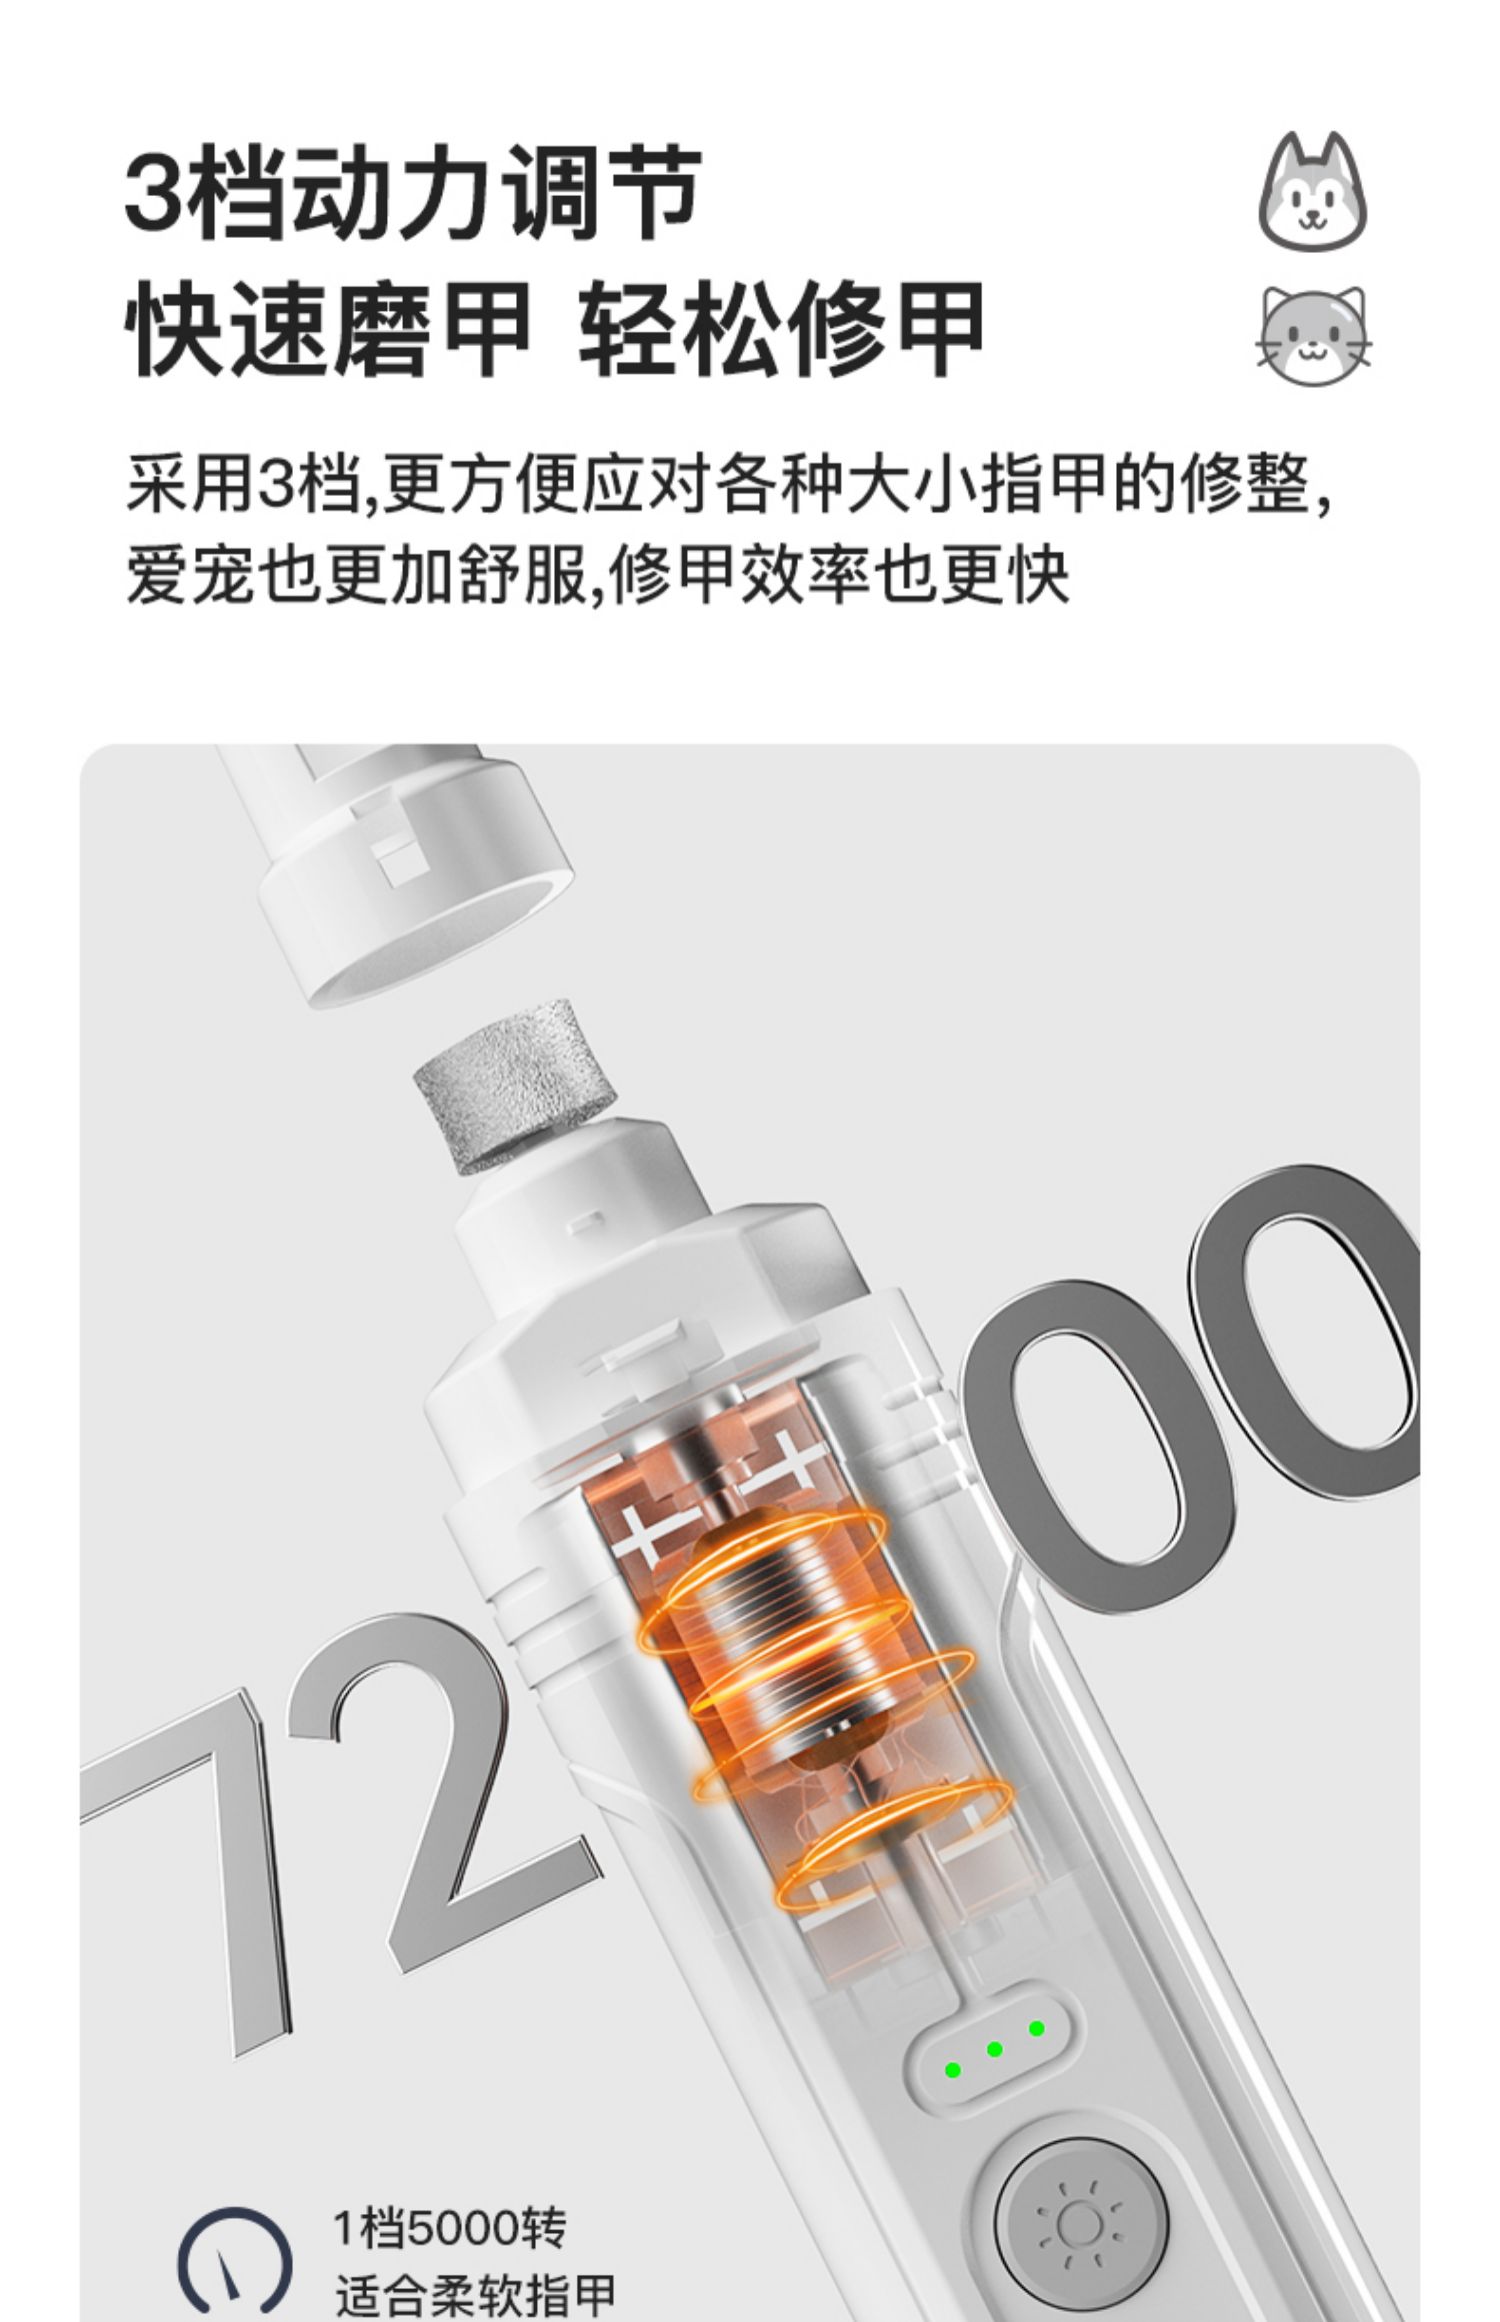 3档动力调节
快速磨甲 轻松修甲
采用3档,更方便应对各种大小指甲的修整,
爱宠也更加舒服,修甲效率也更快
7200
1档5000转
适合柔软指甲